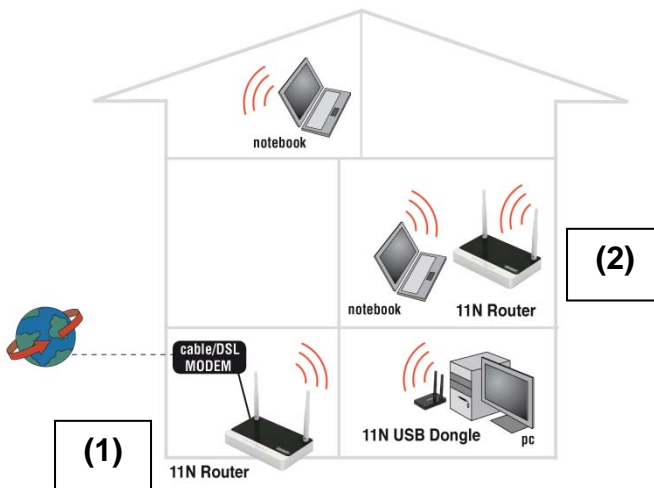 notebook
(2)
notebook
11N Router
cable/DSL
MODEM
11N USB Dongle
pc
(1)
11N Router